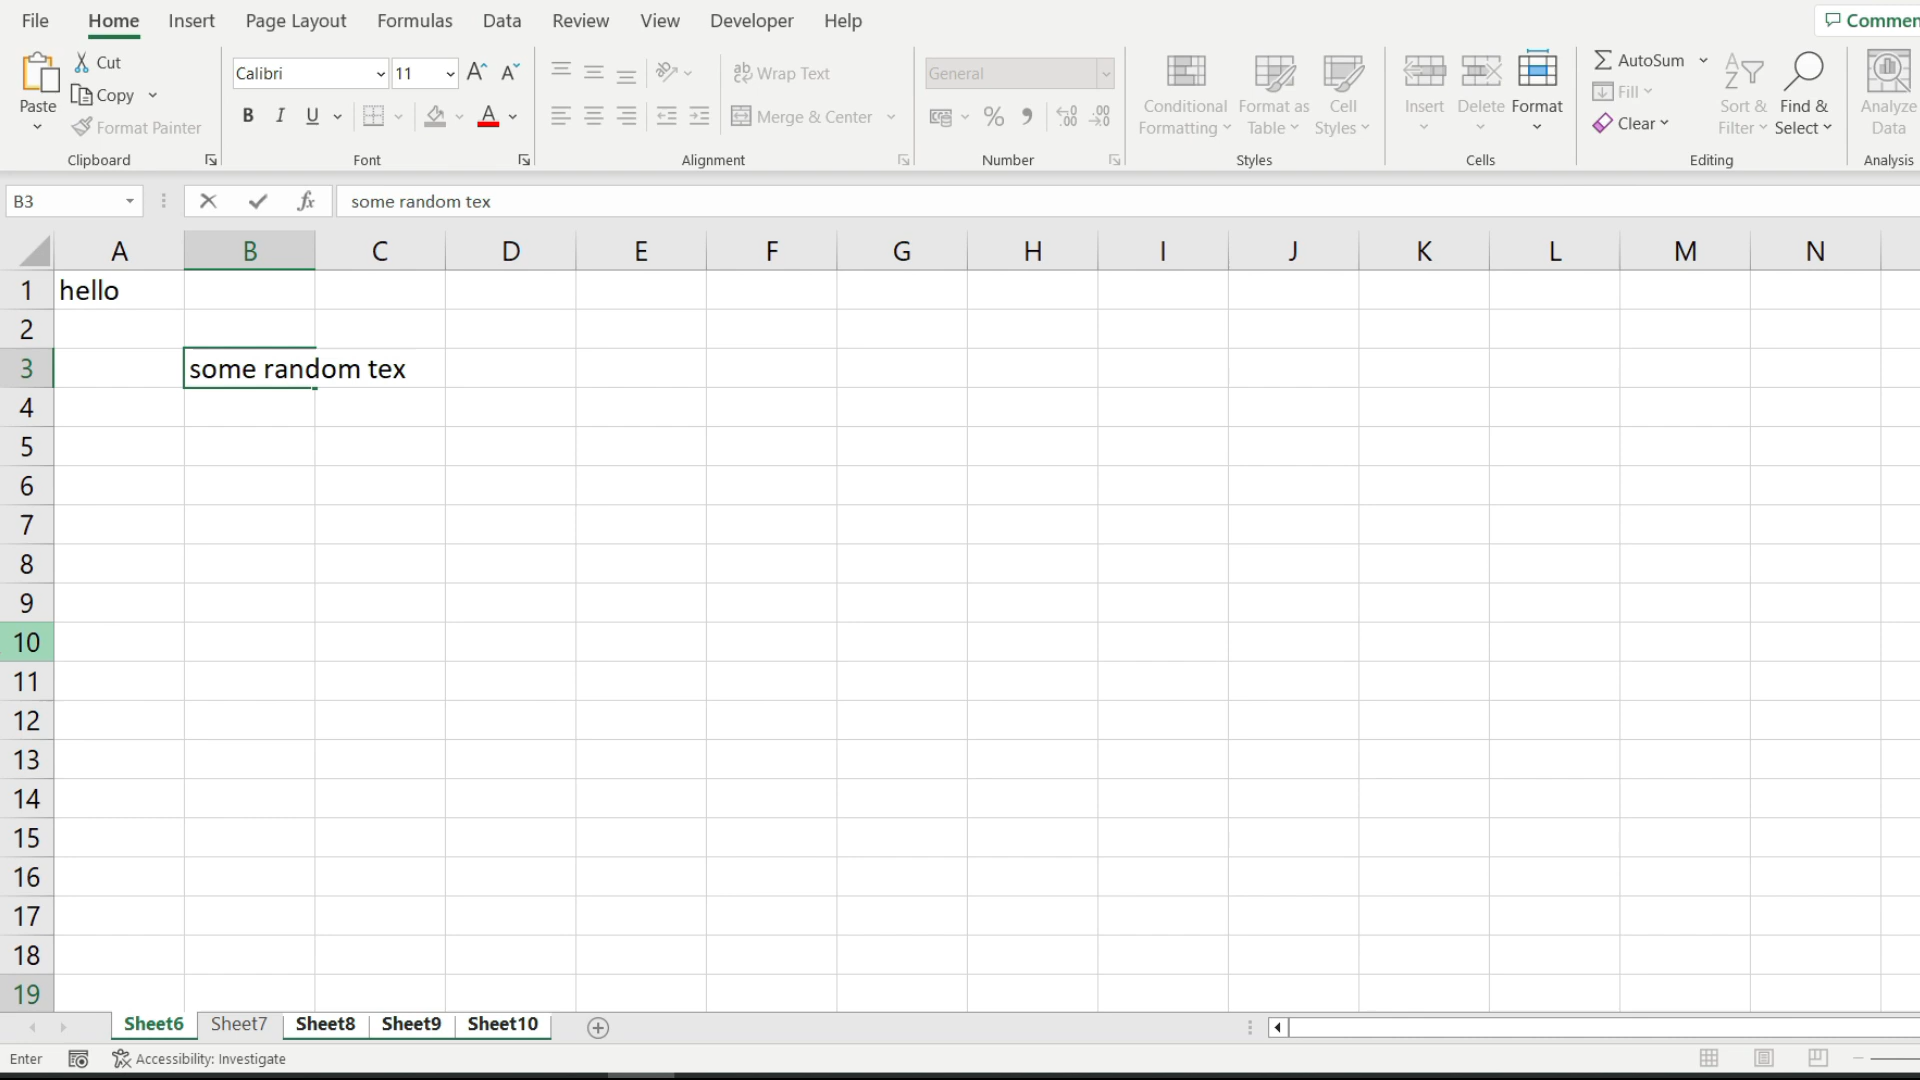 File Home Insert Page Layout Formulas Data Review View Developer Help Commen
Paste Cut
Copy
Format Painter
Clipboard
Calibri 11
B I U A
Font
Wrap Text
Merge & Center
Alignment
General
% ,
Number
Conditional Formatting
Format as Table
Cell Styles
Styles
Insert Delete Format
Cells
AutoSum
Fill
Clear
Sort & Filter
Find & Select
Editing
Analyze Data
Analysis
B3 fx some random tex
A B C D E F G H I J K L M N
1 hello
2
3 some random tex
4
5
6
7
8
9
10
11
12
13
14
15
16
17
18
19
Sheet6 Sheet7 Sheet8 Sheet9 Sheet10
Enter Accessibility: Investigate